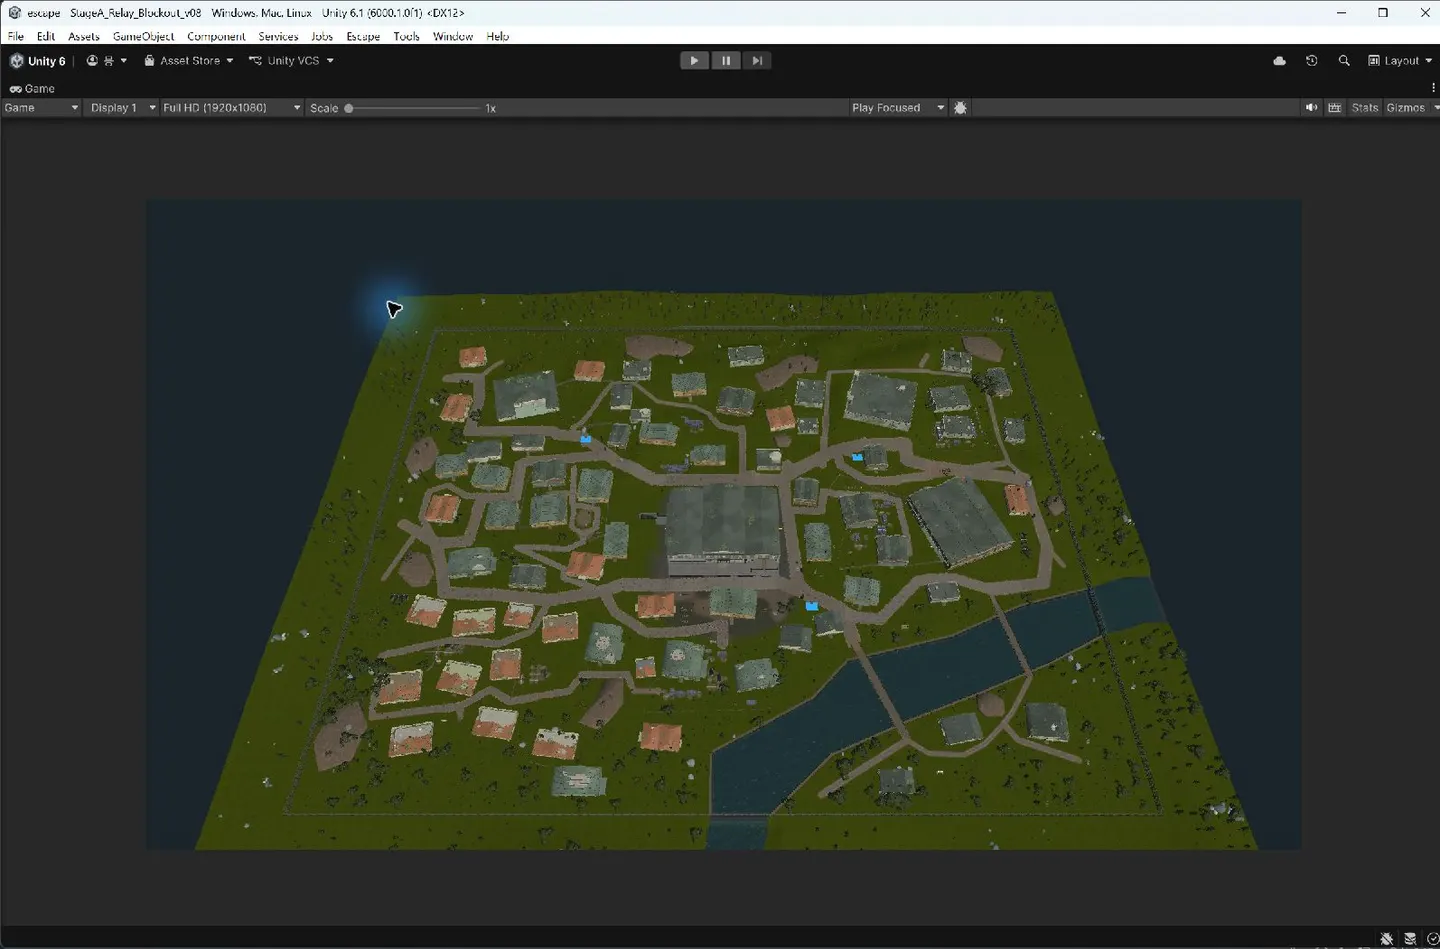 escape StageA_Relay_Blockout_v08 Windows, Mac, Linux Unity 6.1 (6000.1.0f1) <DX12>
File Edit Assets GameObject Component Services Jobs Escape Tools Window Help
Unity 6 뷰 Asset Store Unity VCS Layout
Game
Game Display 1 Full HD (1920x1080) Scale 1x Play Focused Stats Gizmos